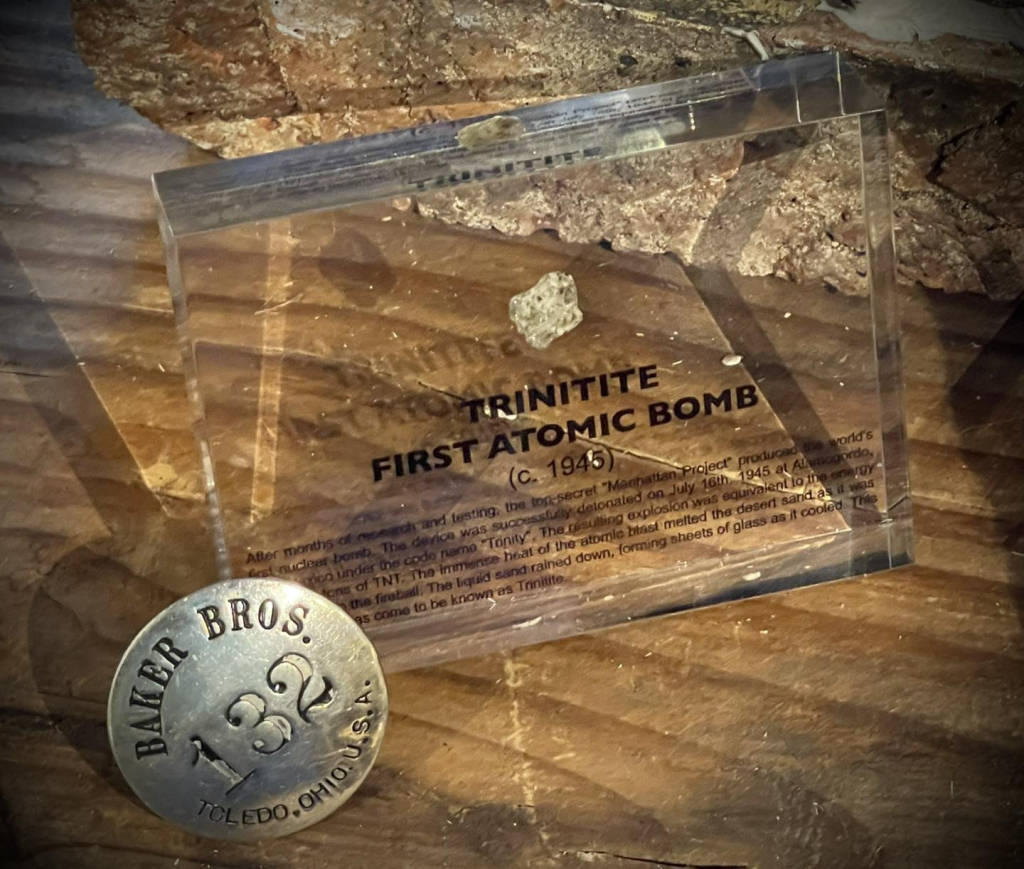 TRINITITE
TRINITITE
FIRST ATOMIC BOMB
(c. 1945)
After months of research and testing, the top-secret "Manhattan Project" produced the world's
first nuclear bomb. The device was successfully detonated on July 16th, 1945 at Alamogordo,
under the code name "Trinity". The resulting explosion was equivalent to the energy
tons of TNT. The immense heat of the atomic blast melted the desert sand as it was
the fireball. The liquid sand rained down, forming sheets of glass as it cooled. This
as come to be known as Trinitite.
BAKER BROS.
132
TOLEDO, OHIO. U.S.A.